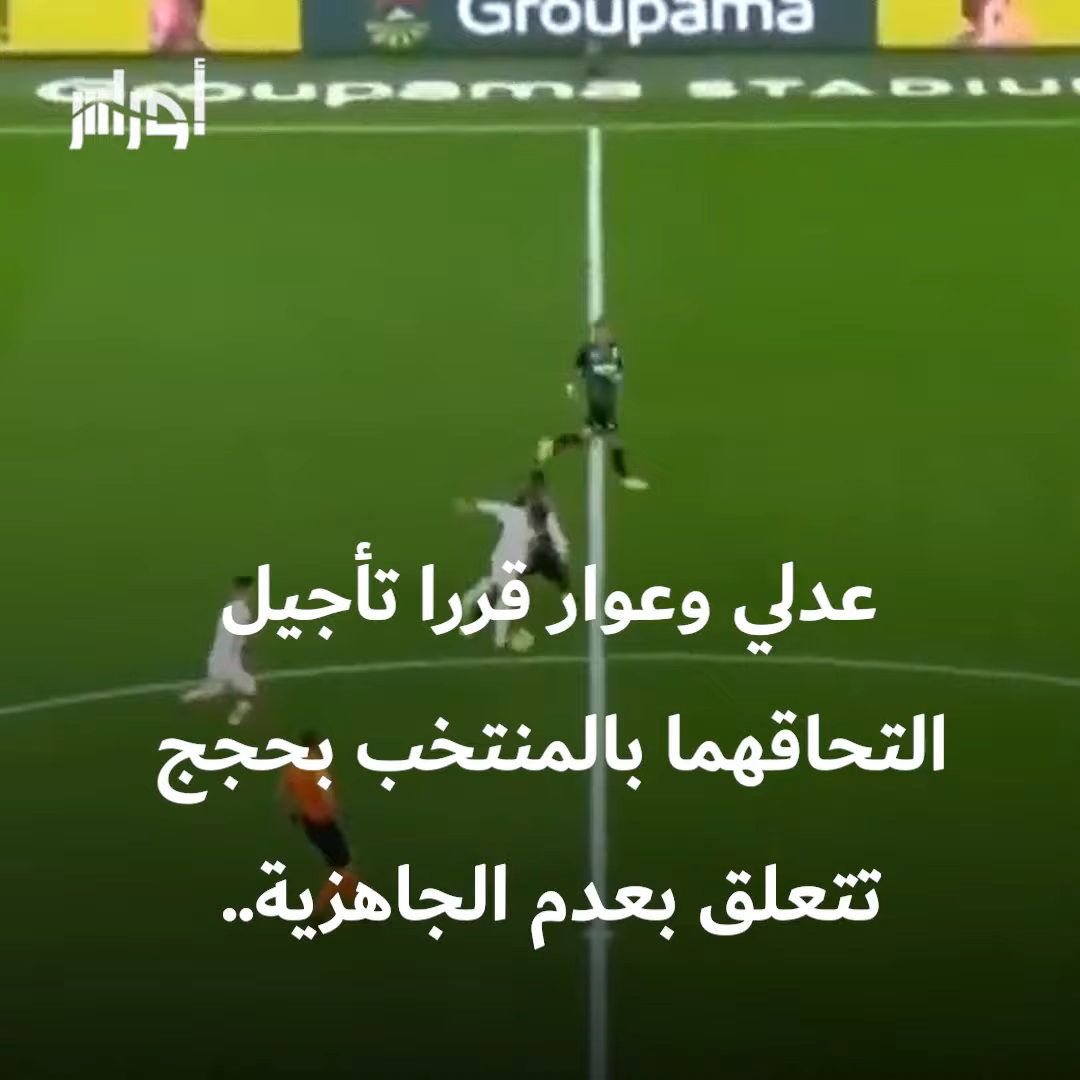 Groupama
Groupama STADIUM
أوراس
عدلي وعوار قررا تأجيل
التحاقهما بالمنتخب بحجج
تتعلق بعدم الجاهزية..